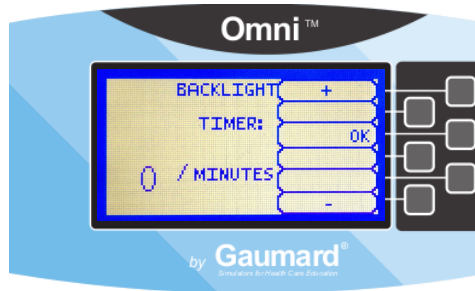 Omni™
BACKLIGHT +
TIMER:
OK
0 / MINUTES
-
by Gaumard®
Simulators for Health Care Education